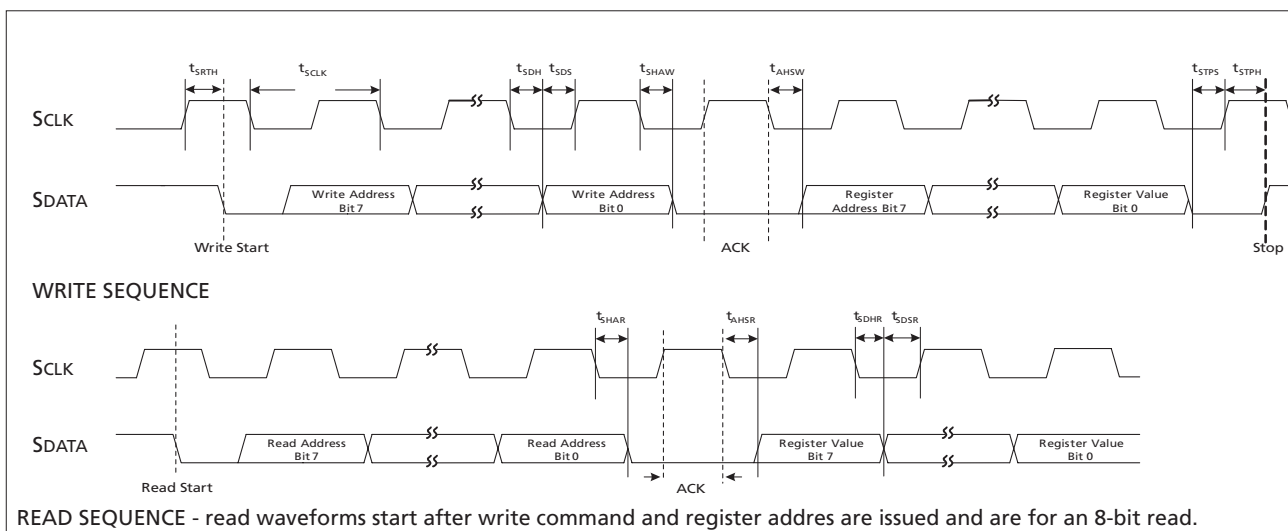 tSRTH tSCLK tSDH tSDS tSHAW tAHSW tSTPS tSTPH
SCLK
SDATA
Write Address
Bit 7
Write Address
Bit 0
Register
Address Bit 7
Register Value
Bit 0
Write Start
ACK
Stop
WRITE SEQUENCE
tSHAR tAHSR tSDHR tSDSR
SCLK
SDATA
Read Address
Bit 7
Read Address
Bit 0
Register Value
Bit 7
Register Value
Bit 0
Read Start
ACK
READ SEQUENCE - read waveforms start after write command and register addres are issued and are for an 8-bit read.